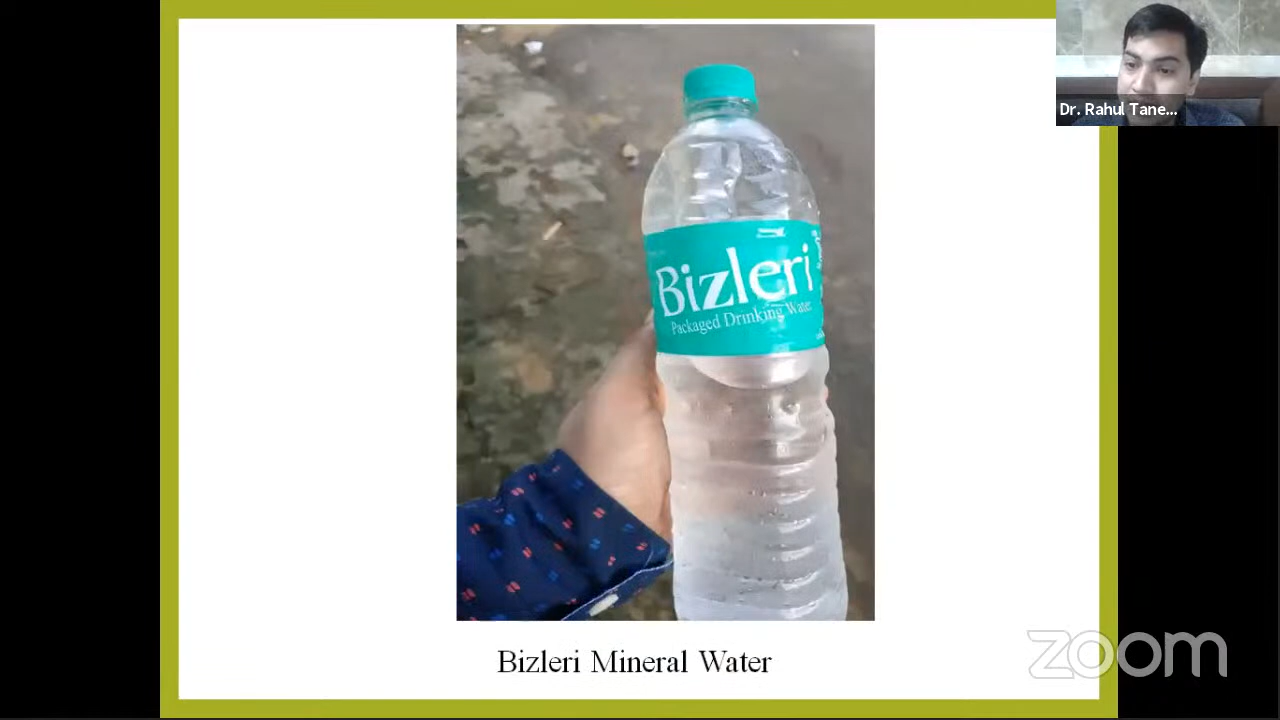 Dr. Rahul Tane...
Bizleri
Packaged Drinking Water
Bizleri Mineral Water
zoom